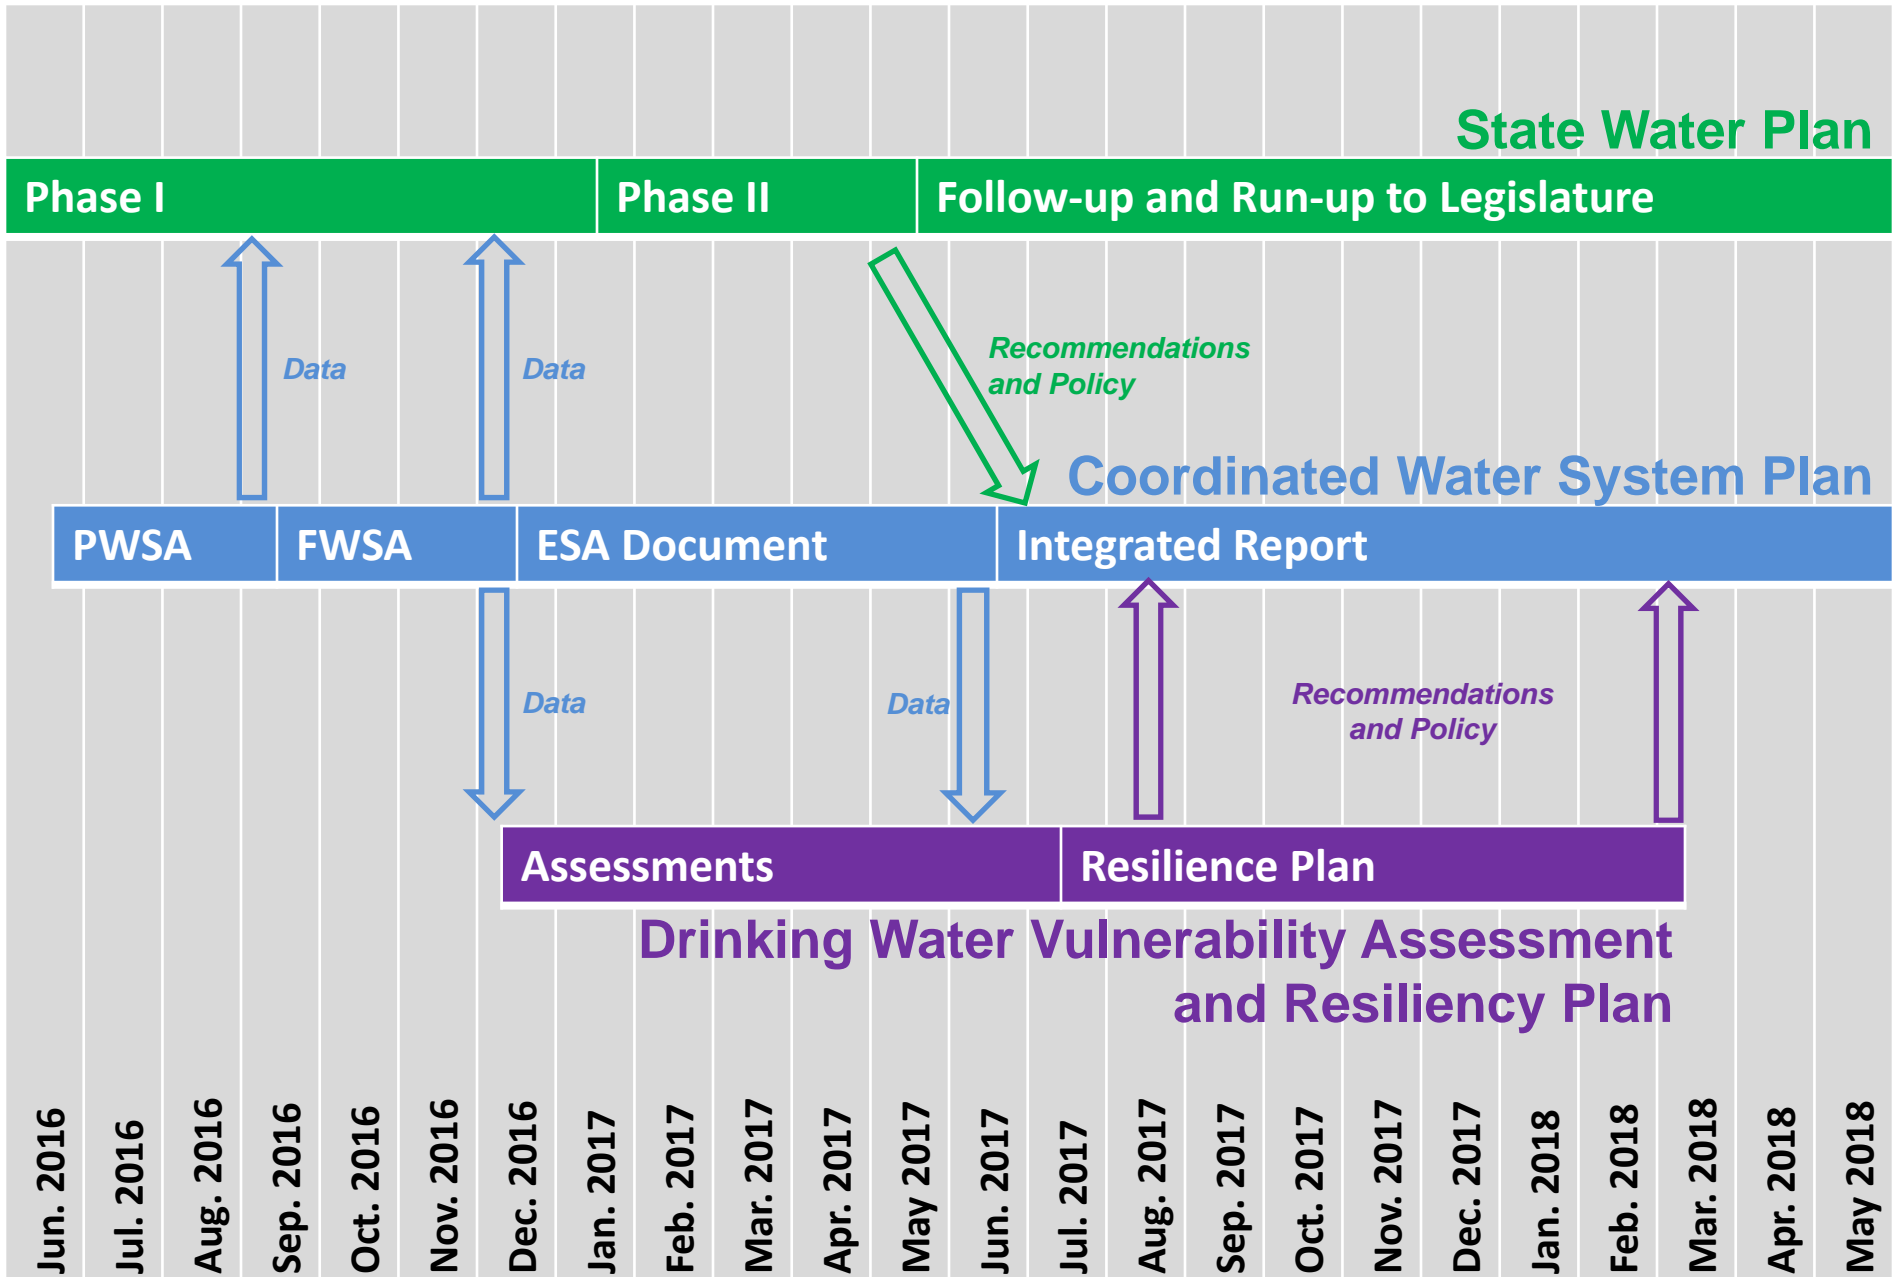 State Water Plan
Phase I
Phase II
Follow-up and Run-up to Legislature
Data
Data
Recommendations
and Policy
Coordinated Water System Plan
PWSA
FWSA
ESA Document
Integrated Report
Data
Data
Recommendations
and Policy
Assessments
Resilience Plan
Drinking Water Vulnerability Assessment
and Resiliency Plan
Jun. 2016
Jul. 2016
Aug. 2016
Sep. 2016
Oct. 2016
Nov. 2016
Dec. 2016
Jan. 2017
Feb. 2017
Mar. 2017
Apr. 2017
May 2017
Jun. 2017
Jul. 2017
Aug. 2017
Sep. 2017
Oct. 2017
Nov. 2017
Dec. 2017
Jan. 2018
Feb. 2018
Mar. 2018
Apr. 2018
May 2018